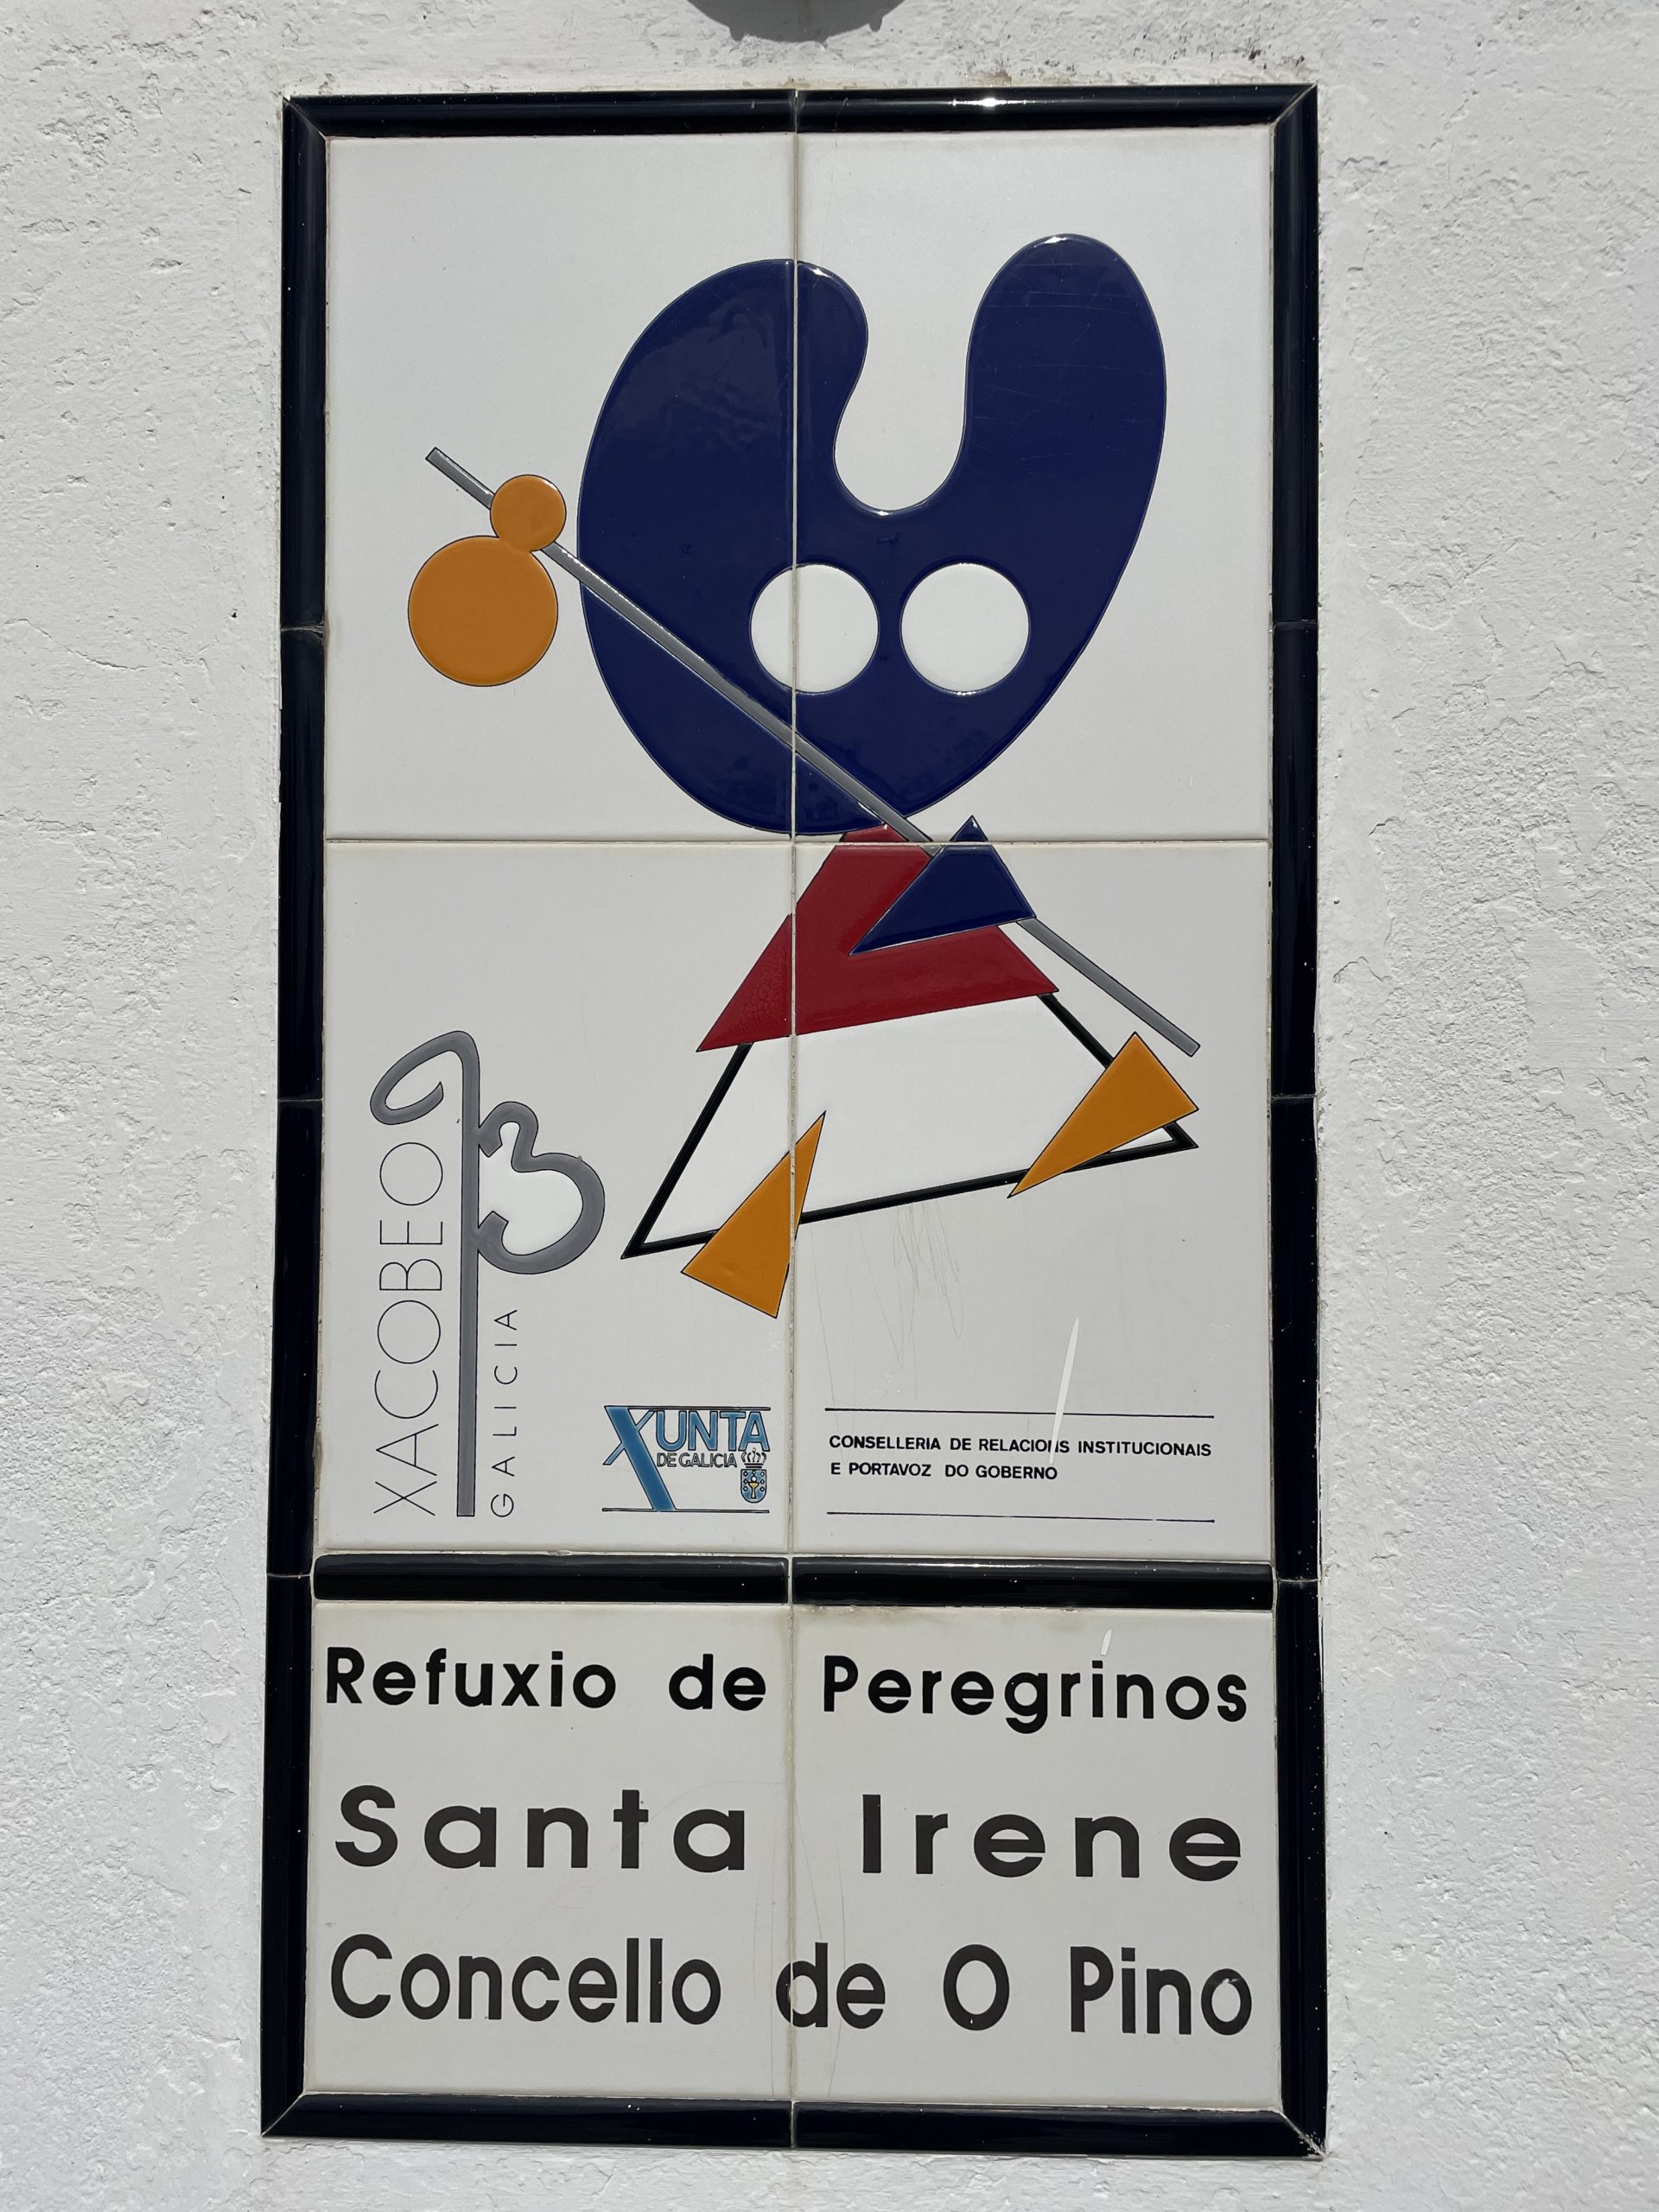 XACOBEO 93
GALICIA
XUNTA
DE GALICIA
CONSELLERIA DE RELACIONS INSTITUCIONAIS
E PORTAVOZ DO GOBERNO
Refuxio de Peregrinos
Santa Irene
Concello de O Pino